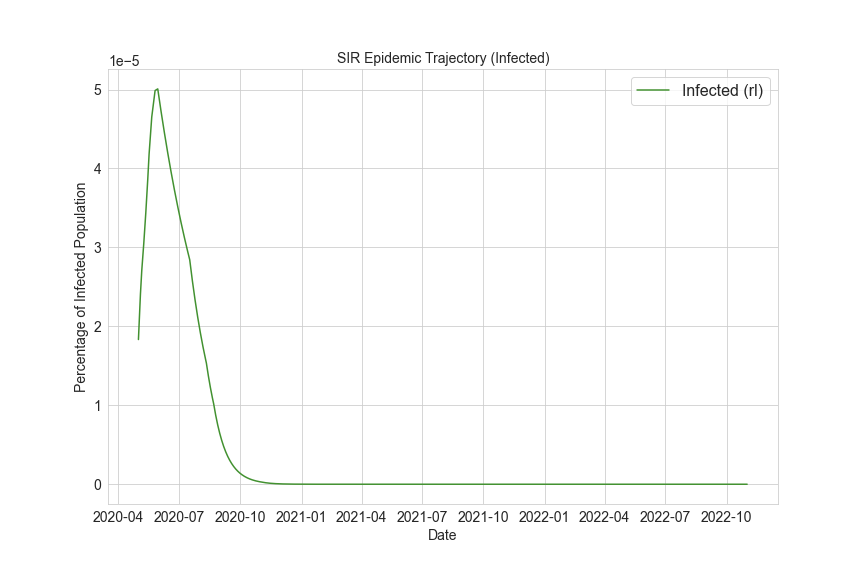 SIR Epidemic Trajectory (Infected)
1e−5
Infected (rI)
5
4
3
2
1
0
Percentage of Infected Population
2020-04 2020-07 2020-10 2021-01 2021-04 2021-07 2021-10 2022-01 2022-04 2022-07 2022-10
Date